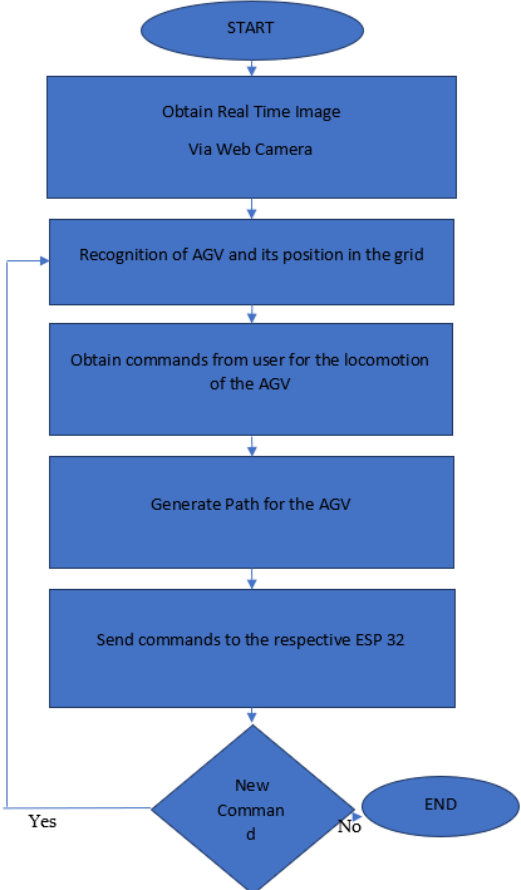 START
Obtain Real Time Image
Via Web Camera
Recognition of AGV and its position in the grid
Obtain commands from user for the locomotion
of the AGV
Generate Path for the AGV
Send commands to the respective ESP 32
New
Comman
d
END
Yes
No